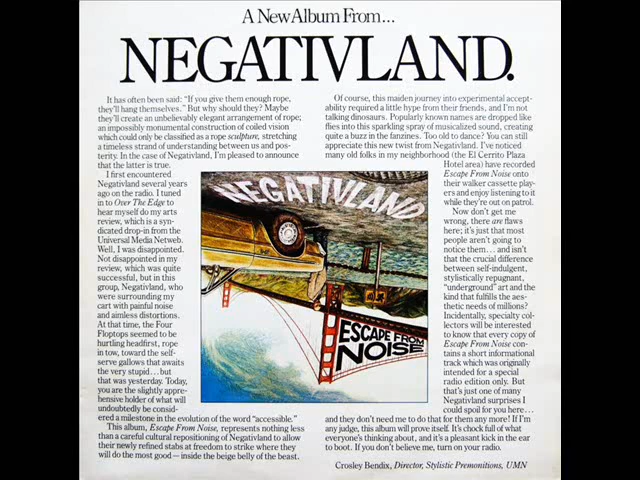 A New Album From...
NEGATIVLAND.
It has often been said: "If you give them enough rope,
they'll hang themselves." But why should they? Maybe
they'll create an unbelievably elegant arrangement of rope;
an impossibly monumental construction of coiled vision
which could only be classified as a rope sculpture, stretching
a timeless strand of understanding between us and pos-
terity. In the case of Negativland, I'm pleased to announce
that the latter is true.
I first encountered
Negativland several years
ago on the radio. I tuned
in to Over The Edge to
hear myself do my arts
review, which is a syn-
dicated drop-in from the
Universal Media Netweb.
Well, I was disappointed.
Not disappointed in my
review, which was quite
successful, but in this
group, Negativland, who
were surrounding my
cart with painful noise
and aimless distortions.
At that time, the Four
Floptops seemed to be
hurtling headfirst, rope
in tow, toward the self-
serve gallows that awaits
the very stupid...but
that was yesterday. Today,
you are the slightly appre-
hensive holder of what will
undoubtedly be consid-
ered a milestone in the evolution of the word "accessible."
This album, Escape From Noise, represents nothing less
than a careful cultural repositioning of Negativland to allow
their newly refined stabs at freedom to strike where they
will do the most good—inside the beige belly of the beast.
Of course, this maiden journey into experimental accept-
ability required a little hype from their friends, and I'm not
talking dinosaurs. Popularly known names are dropped like
flies into this sparkling spray of musicalized sound, creating
quite a buzz in the fanzines. Too old to dance? You can still
appreciate this new twist from Negativland. I've noticed
many old folks in my neighborhood (the El Cerrito Plaza
Hotel area) have recorded
Escape From Noise onto
their walker cassette play-
ers and enjoy listening to it
while they're out on patrol.
Now don't get me
wrong, there are flaws
here; it's just that most
people aren't going to
notice them...and isn't
that the crucial difference
between self-indulgent,
stylistically repugnant,
"underground" art and the
kind that fulfills the aes-
thetic needs of millions?
Incidentally, specialty col-
lectors will be interested
to know that every copy of
Escape From Noise con-
tains a short informational
track which was originally
intended for a special
radio edition only. But
that's just one of many
Negativland surprises I
could spoil for you here...
and they don't need me to do that for them any more! If I'm
any judge, this album will prove itself. It's chock full of what
everyone's thinking about, and it's a pleasant kick in the ear
to boot. If you don't believe me, turn on your radio.
Crosley Bendix, Director, Stylistic Premonitions, UMN
NEGATIVLAND
ESCAPE FROM
NOISE